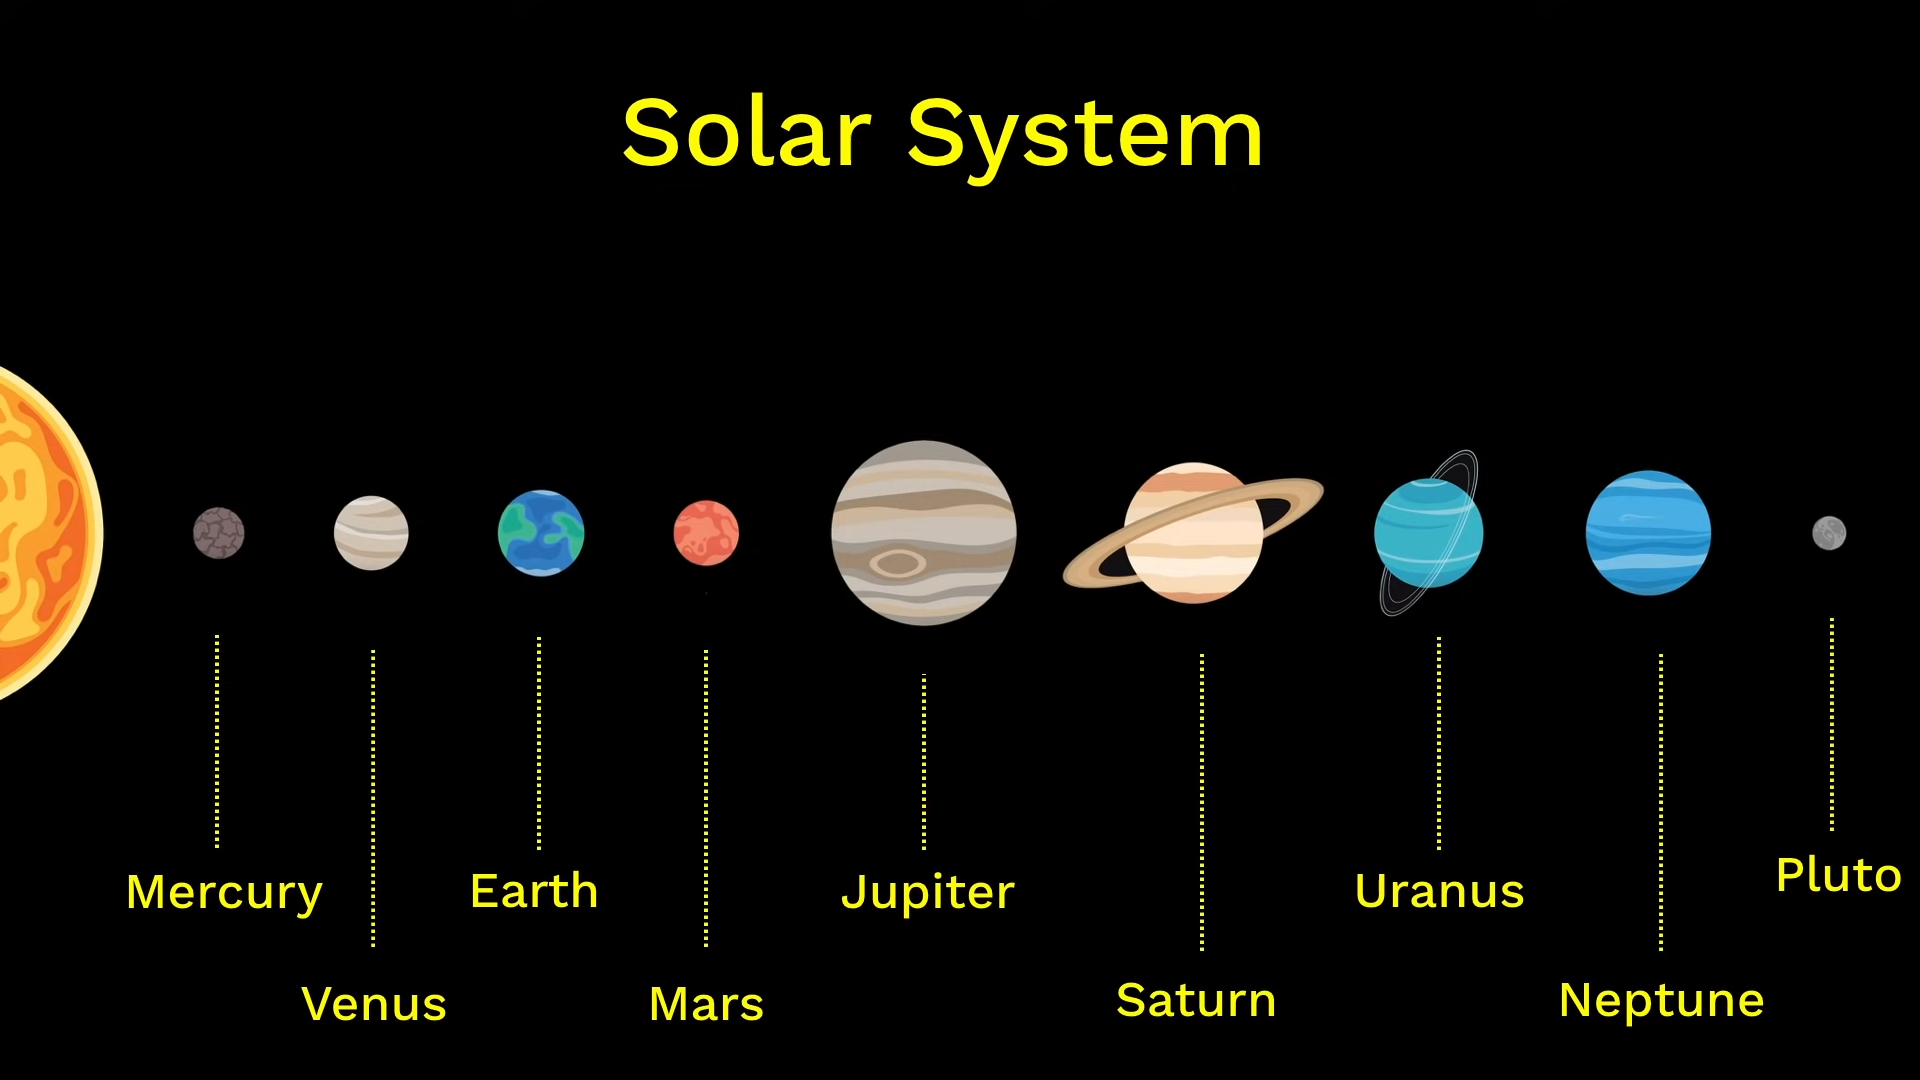 Solar System
Mercury
Venus
Earth
Mars
Jupiter
Saturn
Uranus
Neptune
Pluto